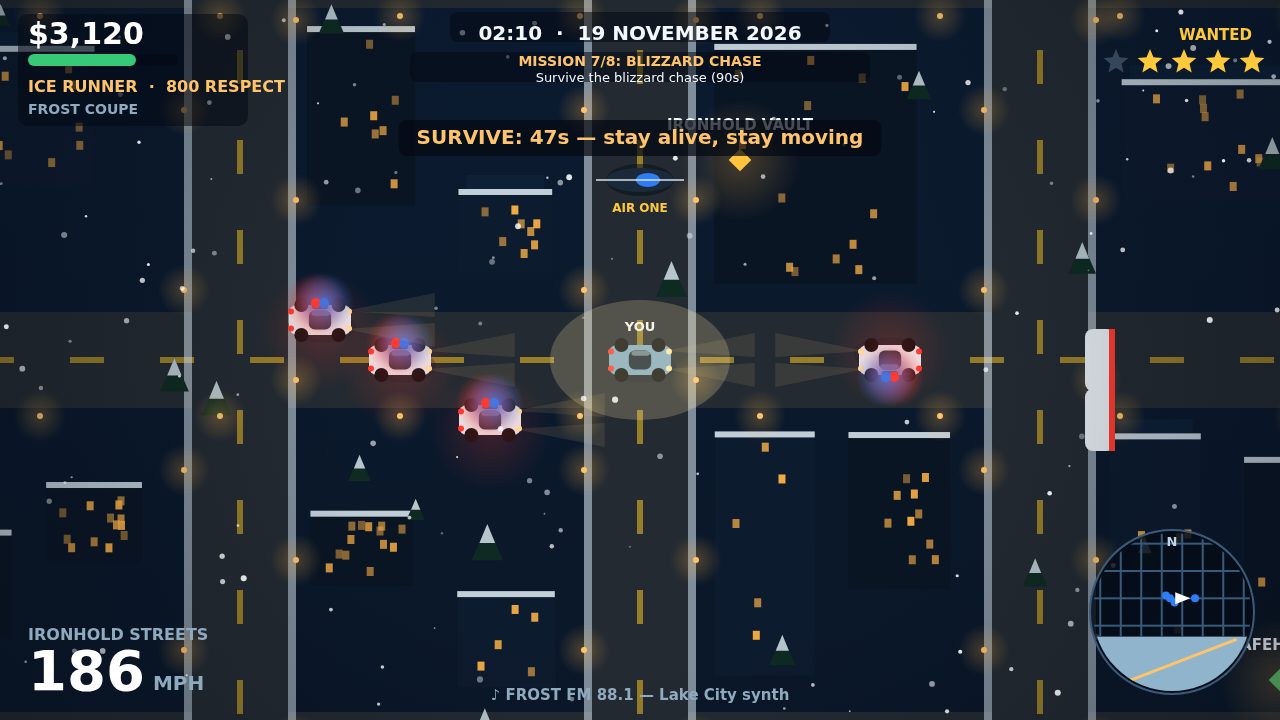 $3,120
ICE RUNNER · 800 RESPECT
FROST COUPE
02:10 · 19 NOVEMBER 2026
MISSION 7/8: BLIZZARD CHASE
Survive the blizzard chase (90s)
WANTED
IRONHOLD VAULT
SURVIVE: 47s — stay alive, stay moving
AIR ONE
YOU
N
IRONHOLD STREETS
186 MPH
♪ FROST FM 88.1 — Lake City synth